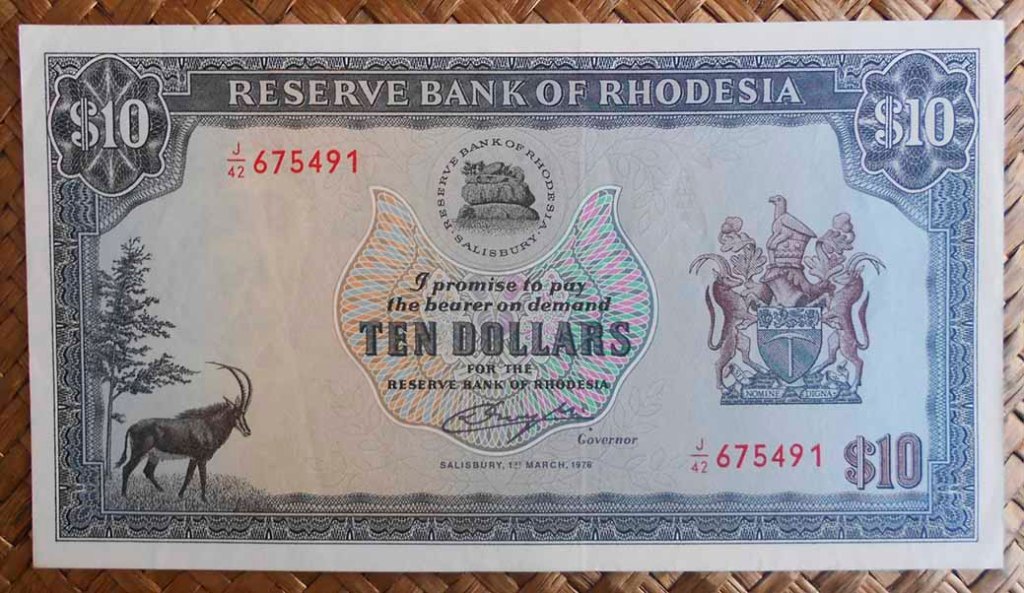 RESERVE BANK OF RHODESIA
$10
$10
J/42 675491
RESERVE BANK OF RHODESIA
· SALISBURY ·
I promise to pay
the bearer on demand
TEN DOLLARS
FOR THE
RESERVE BANK OF RHODESIA
Governor
SALISBURY, 1ST MARCH, 1976
NOMINE DIGNA
J/42 675491
$10